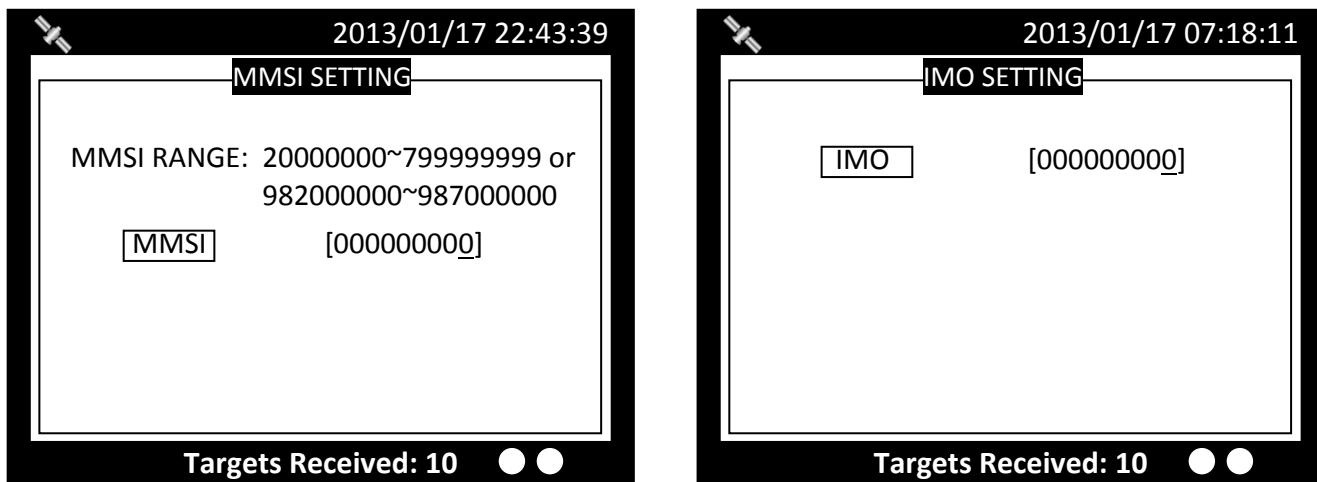 2013/01/17 22:43:39
MMSI SETTING
MMSI RANGE: 20000000~799999999 or
982000000~987000000
MMSI [000000000]
Targets Received: 10
2013/01/17 07:18:11
IMO SETTING
IMO [000000000]
Targets Received: 10